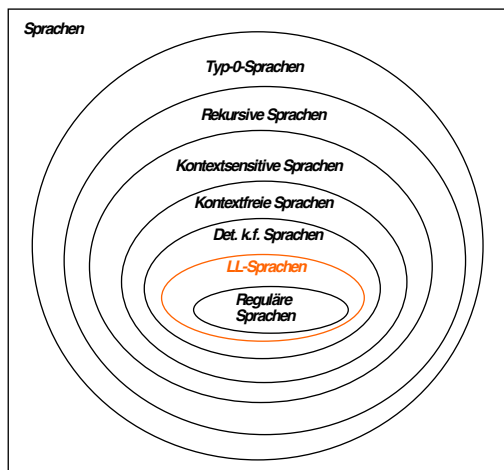 Sprachen
Typ-0-Sprachen
Rekursive Sprachen
Kontextsensitive Sprachen
Kontextfreie Sprachen
Det. k.f. Sprachen
LL-Sprachen
Reguläre
Sprachen